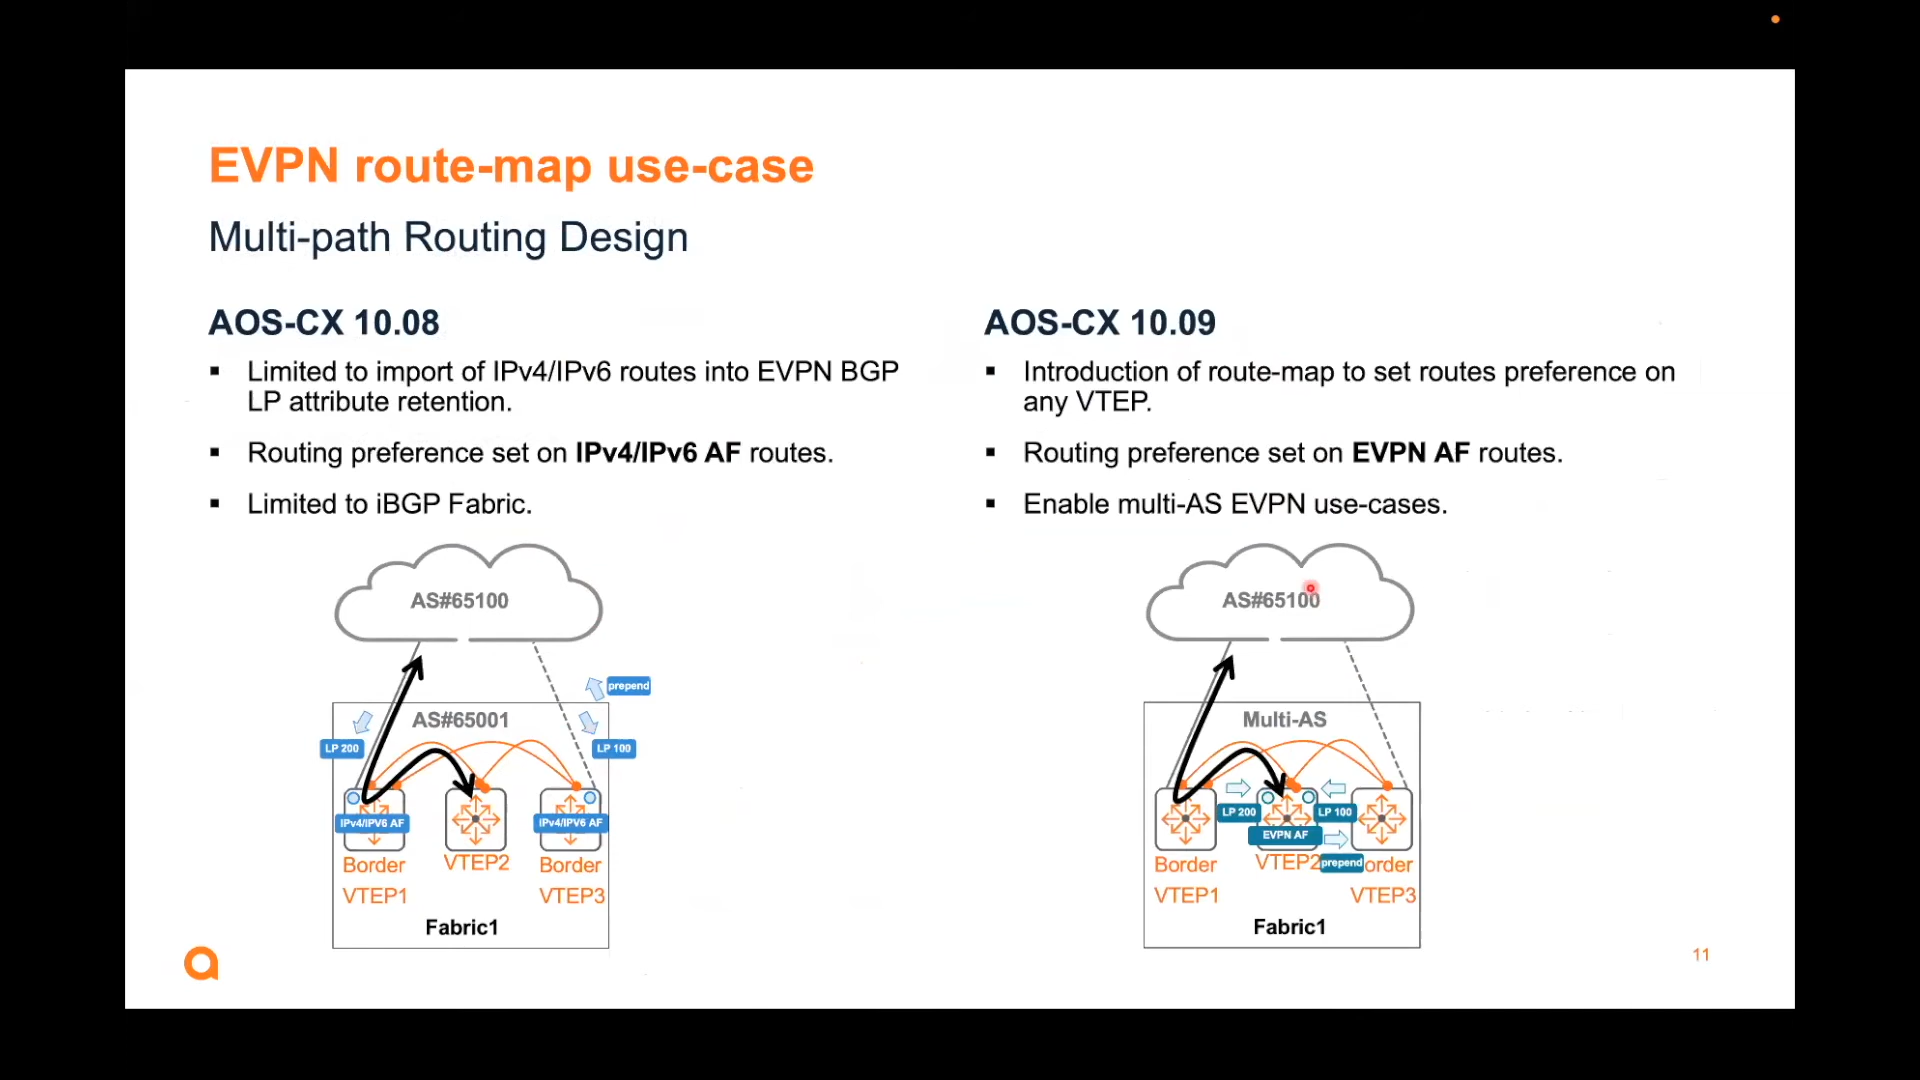 EVPN route-map use-case
Multi-path Routing Design
AOS-CX 10.08
▪ Limited to import of IPv4/IPv6 routes into EVPN BGP
LP attribute retention.
▪ Routing preference set on IPv4/IPv6 AF routes.
▪ Limited to iBGP Fabric.
AS#65100
prepend
AS#65001
LP 200
LP 100
IPv4/IPV6 AF
IPv4/IPV6 AF
Border
VTEP1
VTEP2
Border
VTEP3
Fabric1
AOS-CX 10.09
▪ Introduction of route-map to set routes preference on
any VTEP.
▪ Routing preference set on EVPN AF routes.
▪ Enable multi-AS EVPN use-cases.
AS#65100
Multi-AS
LP 200
LP 100
EVPN AF
prepend
Border
VTEP1
VTEP2
order
VTEP3
Fabric1
11